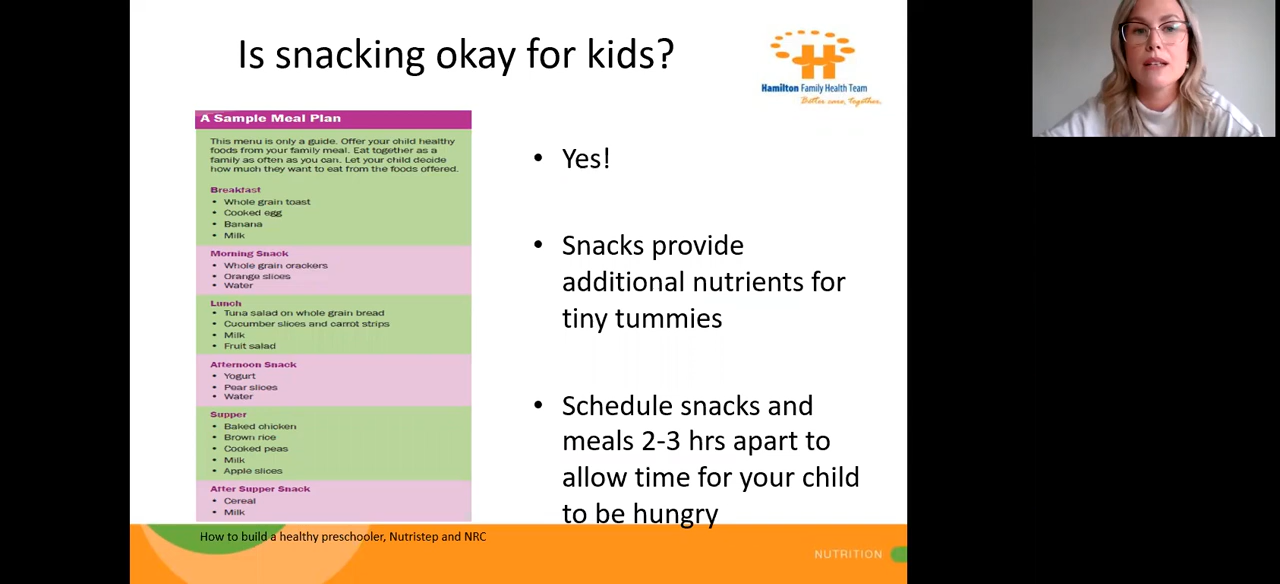 Is snacking okay for kids?
H
Hamilton Family Health Team
Better care, together.
A Sample Meal Plan
This menu is only a guide. Offer your child healthy
foods from your family meal. Eat together as a
family as often as you can. Let your child decide
how much they want to eat from the foods offered.
Breakfast
• Whole grain toast
• Cooked egg
• Banana
• Milk
Morning Snack
• Whole grain crackers
• Orange slices
• Water
Lunch
• Tuna salad on whole grain bread
• Cucumber slices and carrot strips
• Milk
• Fruit salad
Afternoon Snack
• Yogurt
• Pear slices
• Water
Supper
• Baked chicken
• Brown rice
• Cooked peas
• Milk
• Apple slices
After Supper Snack
• Cereal
• Milk
• Yes!
• Snacks provide
additional nutrients for
tiny tummies
• Schedule snacks and
meals 2-3 hrs apart to
allow time for your child
to be hungry
How to build a healthy preschooler, Nutristep and NRC
NUTRITION